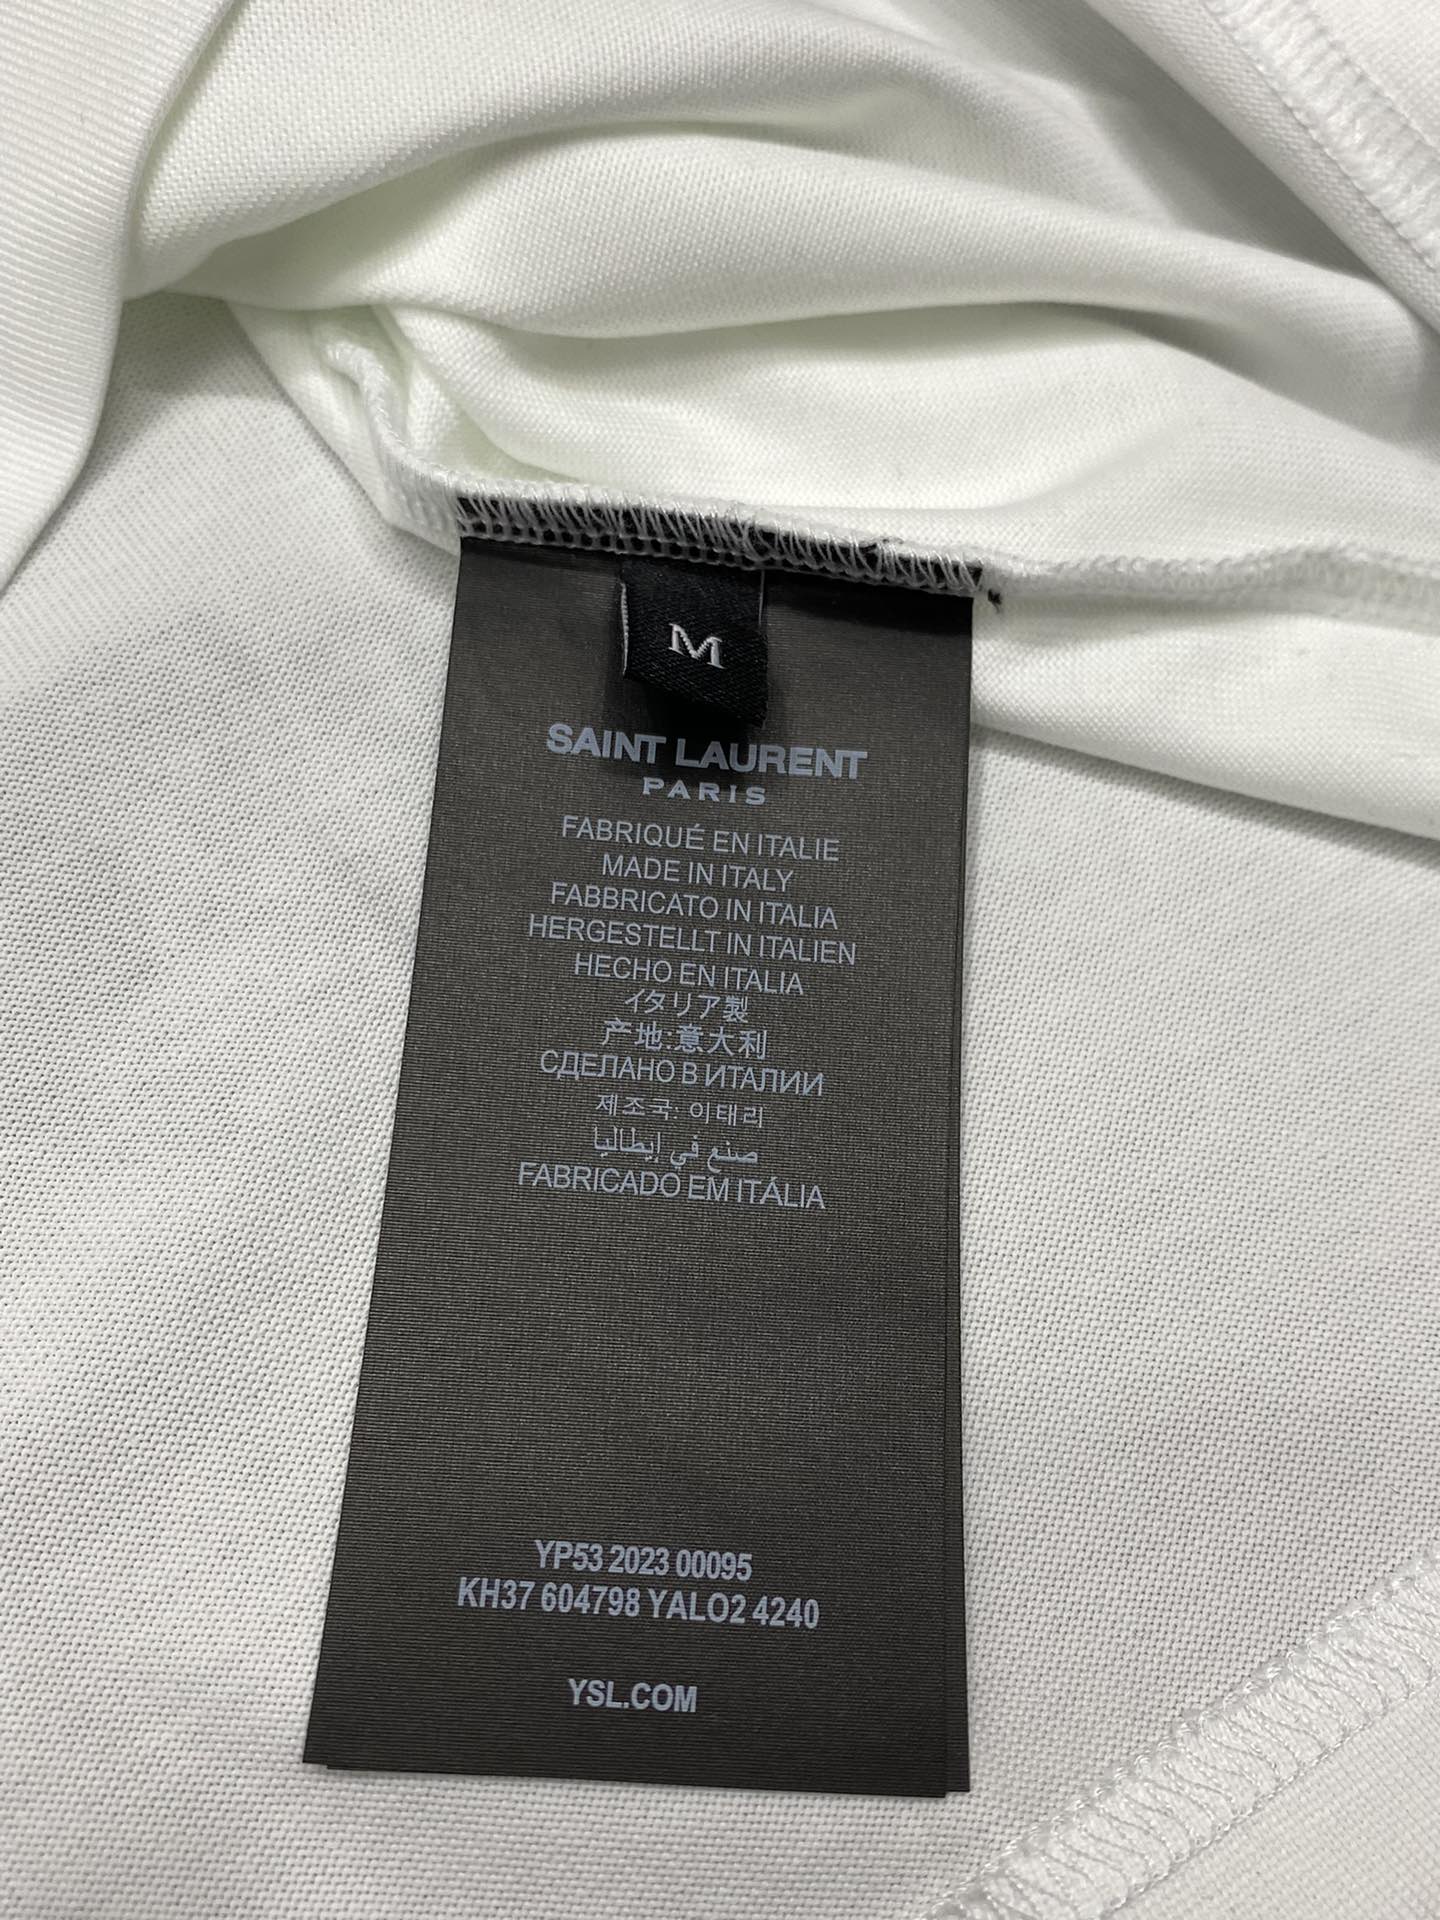 M
SAINT LAURENT
PARIS
FABRIQUÉ EN ITALIE
MADE IN ITALY
FABBRICATO IN ITALIA
HERGESTELLT IN ITALIEN
HECHO EN ITALIA
イタリア製
产地:意大利
СДЕЛАНО В ИТАЛИИ
제조국: 이태리
صنع في إيطاليا
FABRICADO EM ITÁLIA
YP53 2023 00095
KH37 604798 YALO2 4240
YSL.COM